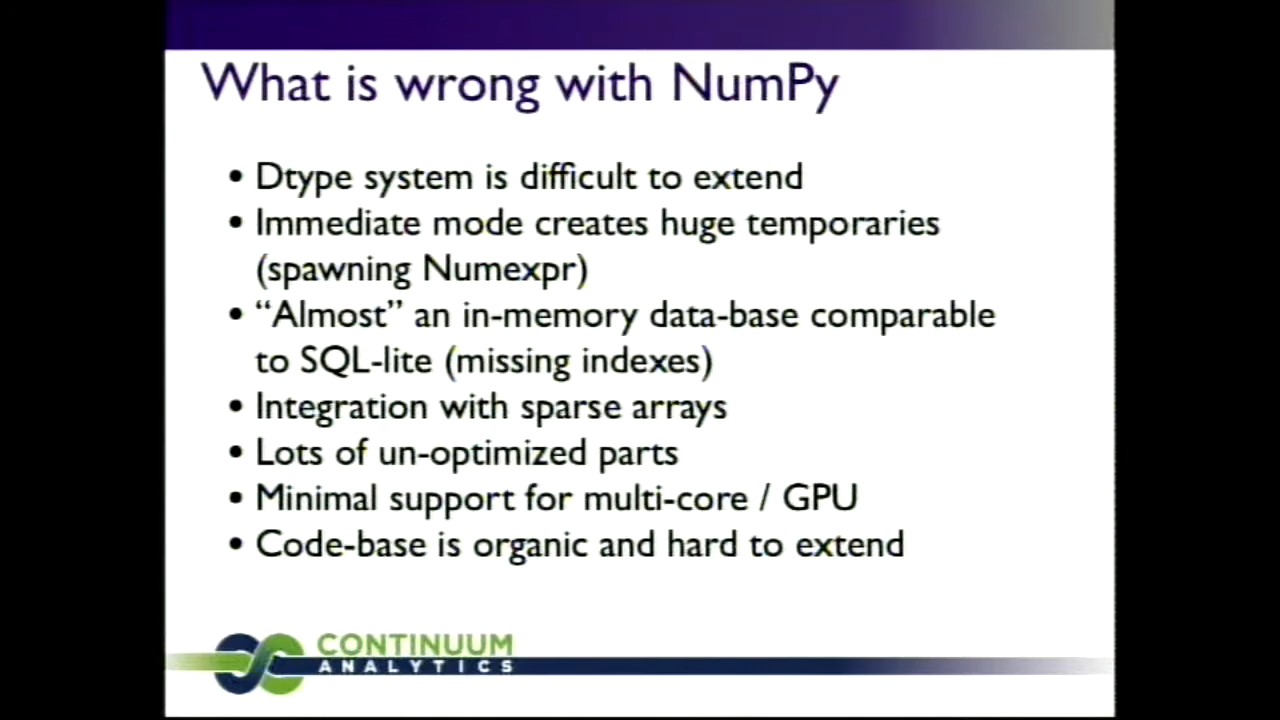 What is wrong with NumPy
• Dtype system is difficult to extend
• Immediate mode creates huge temporaries
(spawning Numexpr)
• “Almost” an in-memory data-base comparable
to SQL-lite (missing indexes)
• Integration with sparse arrays
• Lots of un-optimized parts
• Minimal support for multi-core / GPU
• Code-base is organic and hard to extend
CONTINUUM
ANALYTICS